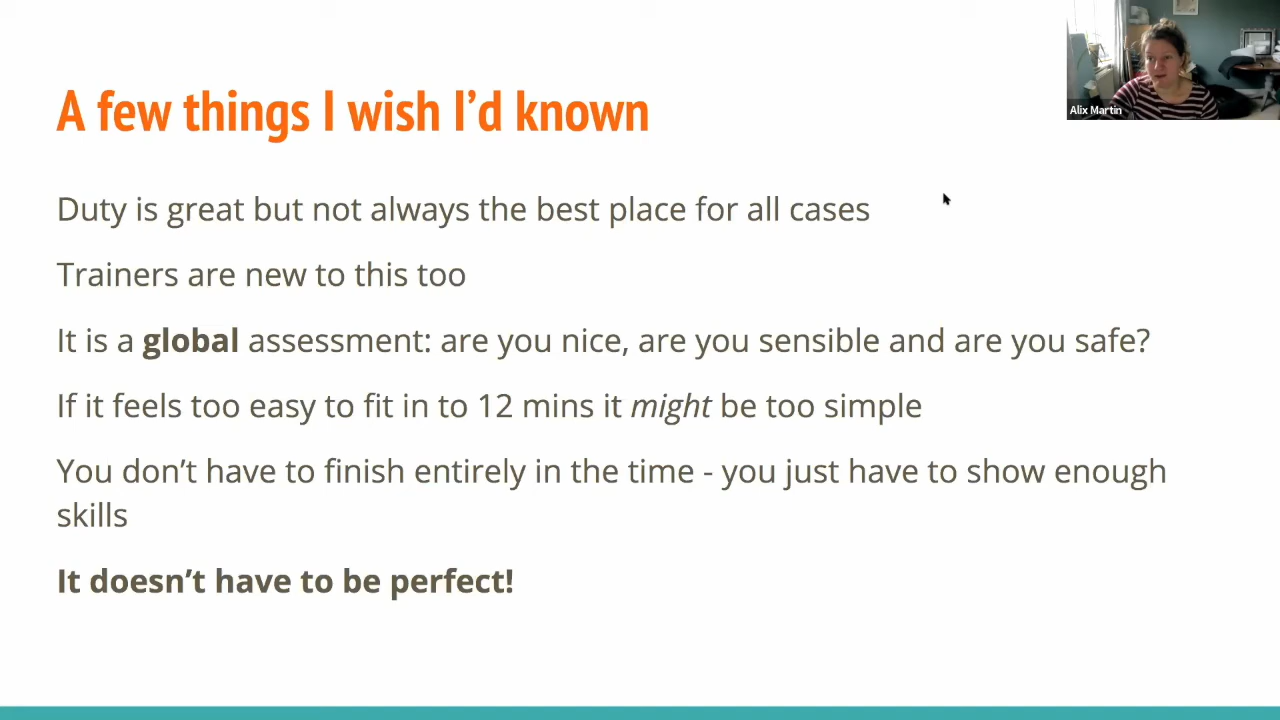 A few things I wish I'd known
Alix Martin
Duty is great but not always the best place for all cases
Trainers are new to this too
It is a global assessment: are you nice, are you sensible and are you safe?
If it feels too easy to fit in to 12 mins it might be too simple
You don't have to finish entirely in the time - you just have to show enough
skills
It doesn't have to be perfect!